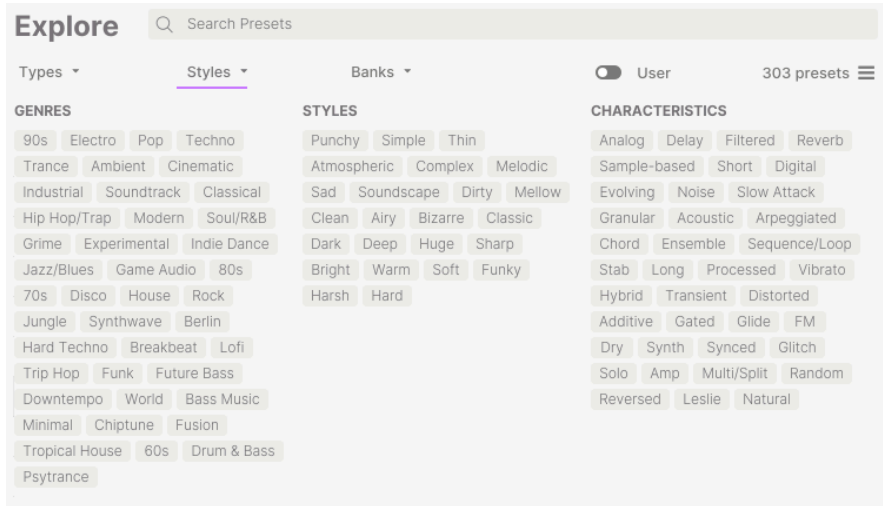 Explore
Search Presets
Types Styles Banks User 303 presets
GENRES
90s Electro Pop Techno
Trance Ambient Cinematic
Industrial Soundtrack Classical
Hip Hop/Trap Modern Soul/R&B
Grime Experimental Indie Dance
Jazz/Blues Game Audio 80s
70s Disco House Rock
Jungle Synthwave Berlin
Hard Techno Breakbeat Lofi
Trip Hop Funk Future Bass
Downtempo World Bass Music
Minimal Chiptune Fusion
Tropical House 60s Drum & Bass
Psytrance
STYLES
Punchy Simple Thin
Atmospheric Complex Melodic
Sad Soundscape Dirty Mellow
Clean Airy Bizarre Classic
Dark Deep Huge Sharp
Bright Warm Soft Funky
Harsh Hard
CHARACTERISTICS
Analog Delay Filtered Reverb
Sample-based Short Digital
Evolving Noise Slow Attack
Granular Acoustic Arpeggiated
Chord Ensemble Sequence/Loop
Stab Long Processed Vibrato
Hybrid Transient Distorted
Additive Gated Glide FM
Dry Synth Synced Glitch
Solo Amp Multi/Split Random
Reversed Leslie Natural